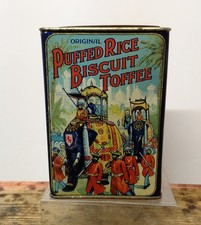 ORIGINAL
PUFFED RICE
BISCUIT
TOFFEE